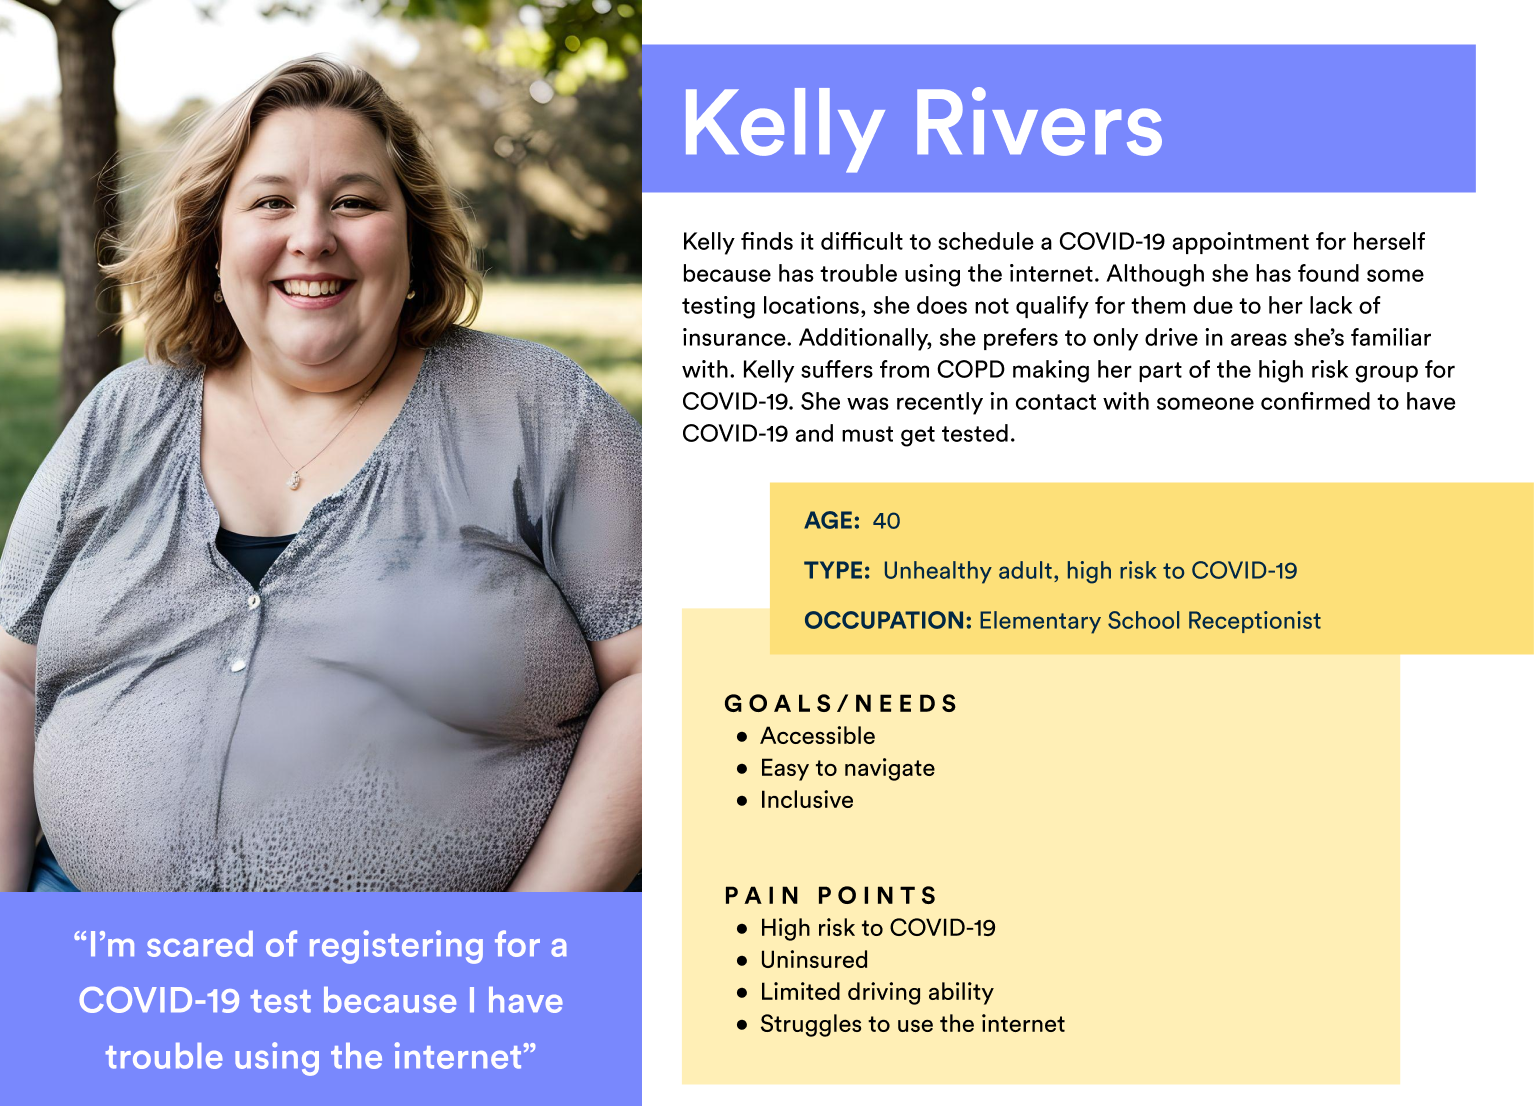 Kelly Rivers
Kelly finds it difficult to schedule a COVID-19 appointment for herself
because has trouble using the internet. Although she has found some
testing locations, she does not qualify for them due to her lack of
insurance. Additionally, she prefers to only drive in areas she’s familiar
with. Kelly suffers from COPD making her part of the high risk group for
COVID-19. She was recently in contact with someone confirmed to have
COVID-19 and must get tested.
AGE: 40
TYPE: Unhealthy adult, high risk to COVID-19
OCCUPATION: Elementary School Receptionist
GOALS/NEEDS
● Accessible
● Easy to navigate
● Inclusive
PAIN POINTS
● High risk to COVID-19
● Uninsured
● Limited driving ability
● Struggles to use the internet
“I’m scared of registering for a
COVID-19 test because I have
trouble using the internet”